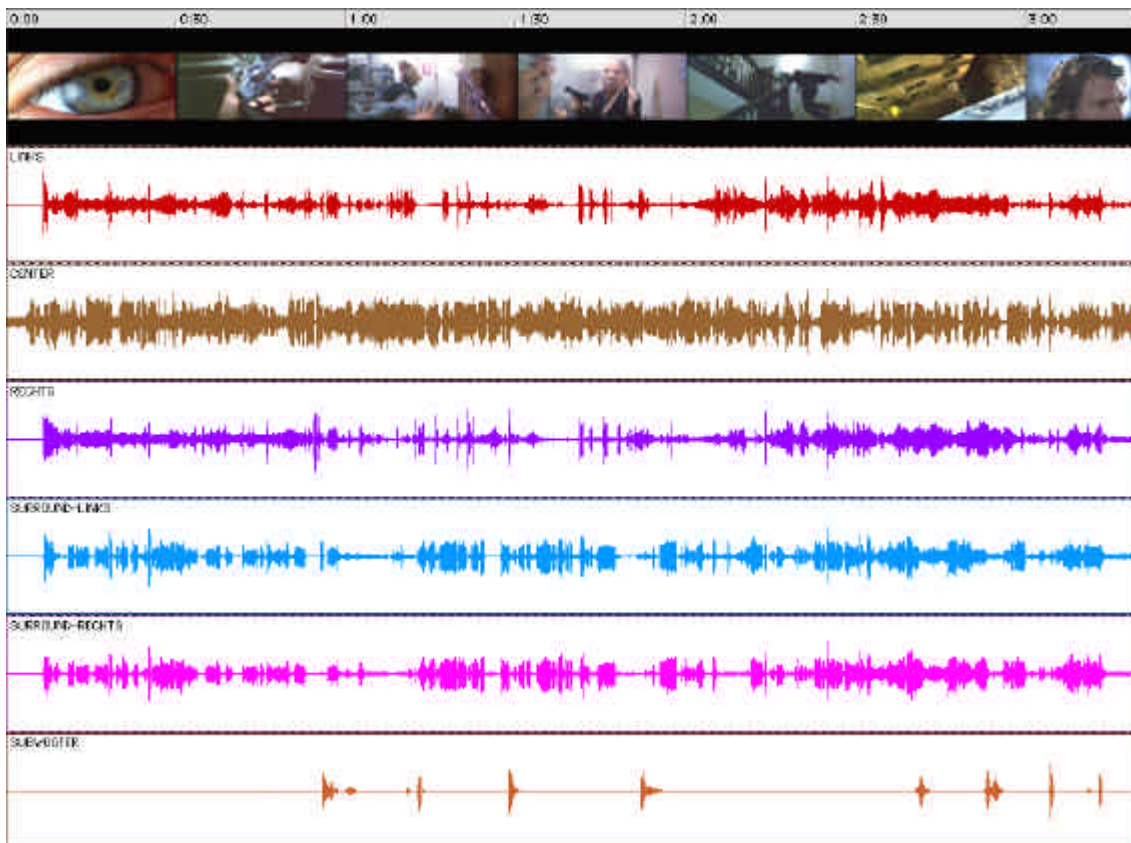 0:00 0:30 1:00 1:30 2:00 2:30 3:00
LINKS
CENTER
RECHTS
SURROUND-LINKS
SURROUND-RECHTS
SUBWOOFER